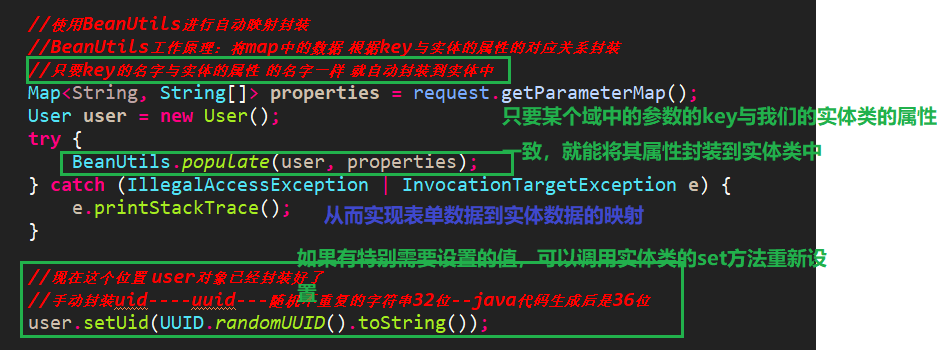 //使用BeanUtils进行自动映射封装
//BeanUtils工作原理：将map中的数据 根据key与实体的属性的对应关系封装
//只要key的名字与实体的属性 的名字一样 就自动封装到实体中
Map<String, String[]> properties = request.getParameterMap();
User user = new User();
只要某个域中的参数的key与我们的实体类的属性
try {
BeanUtils.populate(user, properties);
一致，就能将其属性封装到实体类中
} catch (IllegalAccessException | InvocationTargetException e) {
e.printStackTrace();
从而实现表单数据到实体数据的映射
}
如果有特别需要设置的值，可以调用实体类的set方法重新设
置
//现在这个位置 user对象已经封装好了
//手动封装uid----uuid---随机不重复的字符串32位--java代码生成后是36位
user.setUid(UUID.randomUUID().toString());